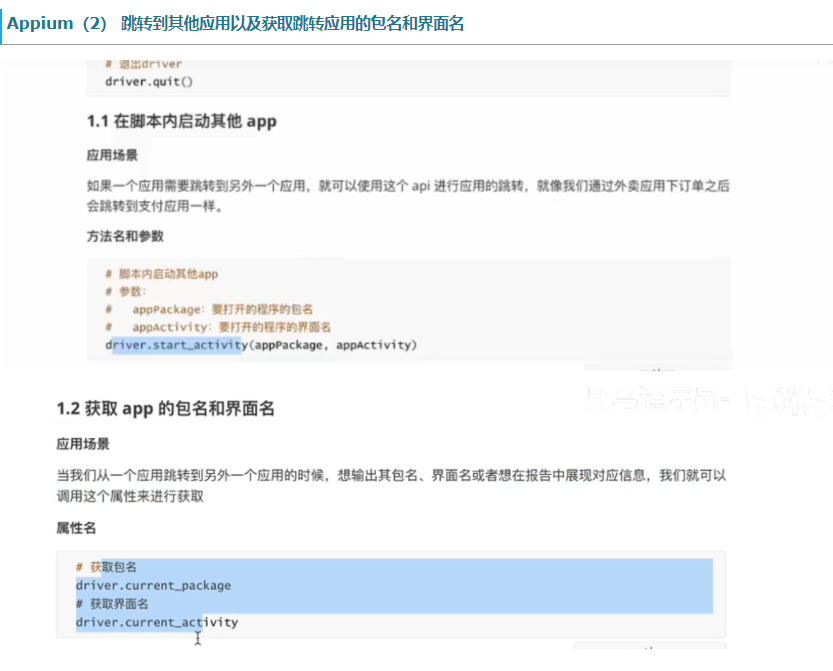 Appium（2） 跳转到其他应用以及获取跳转应用的包名和界面名
# 退出driver
driver.quit()
1.1 在脚本内启动其他 app
应用场景
如果一个应用需要跳转到另外一个应用，就可以使用这个 api 进行应用的跳转，就像我们通过外卖应用下订单之后
会跳转到支付应用一样。
方法名和参数
# 脚本内启动其他app
# 参数：
#   appPackage：要打开的程序的包名
#   appActivity：要打开的程序的界面名
driver.start_activity(appPackage, appActivity)
1.2 获取 app 的包名和界面名
应用场景
当我们从一个应用跳转到另外一个应用的时候，想输出其包名、界面名或者想在报告中展现对应信息，我们就可以
调用这个属性来进行获取
属性名
# 获取包名
driver.current_package
# 获取界面名
driver.current_activity